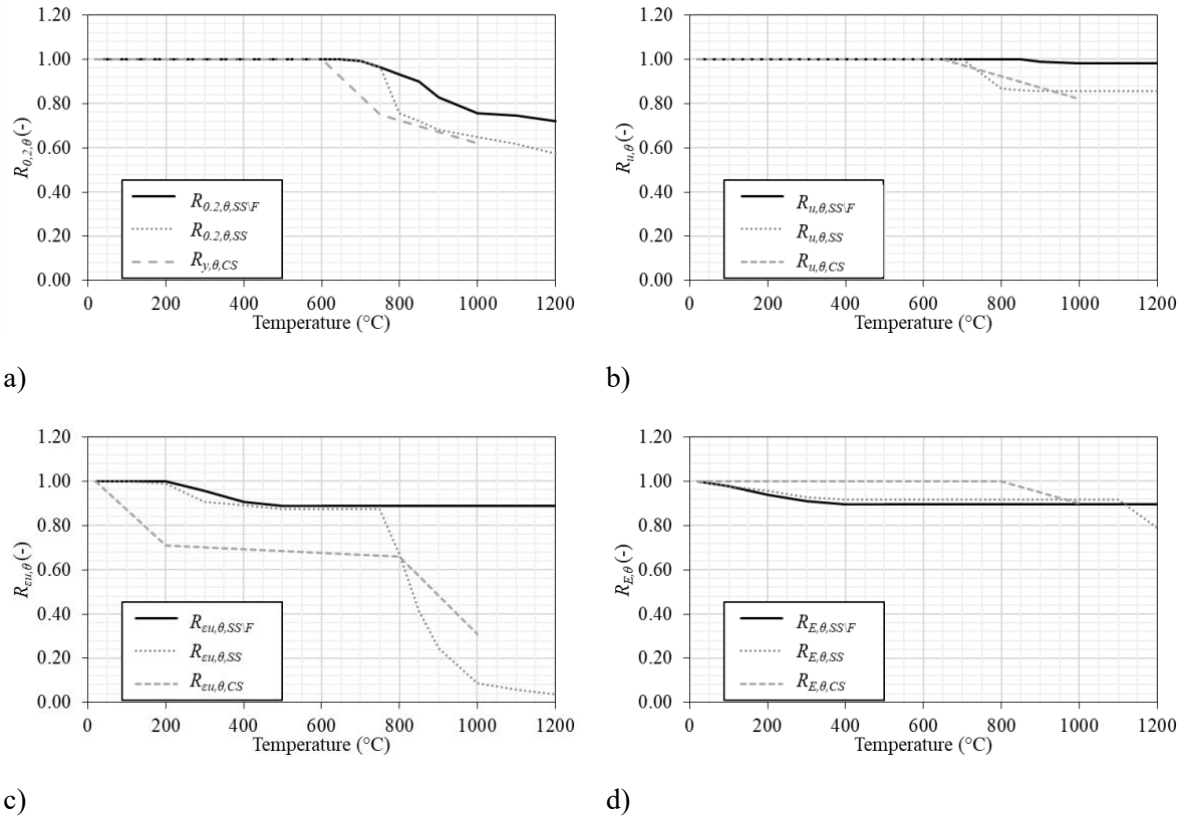 1.20
1.00
0.80
0.60
0.40
0.20
0.00
R0,2,θ (-)
R0.2,θ,SS\F
R0.2,θ,SS
Ry,θ,CS
0 200 400 600 800 1000 1200
Temperature (°C)
a)
1.20
1.00
0.80
0.60
0.40
0.20
0.00
Ru,θ (-)
Ru,θ,SS\F
Ru,θ,SS
Ru,θ,CS
0 200 400 600 800 1000 1200
Temperature (°C)
b)
1.20
1.00
0.80
0.60
0.40
0.20
0.00
Rεu,θ (-)
Rεu,θ,SS\F
Rεu,θ,SS
Rεu,θ,CS
0 200 400 600 800 1000 1200
Temperature (°C)
c)
1.20
1.00
0.80
0.60
0.40
0.20
0.00
RE,θ (-)
RE,θ,SS\F
RE,θ,SS
RE,θ,CS
0 200 400 600 800 1000 1200
Temperature (°C)
d)